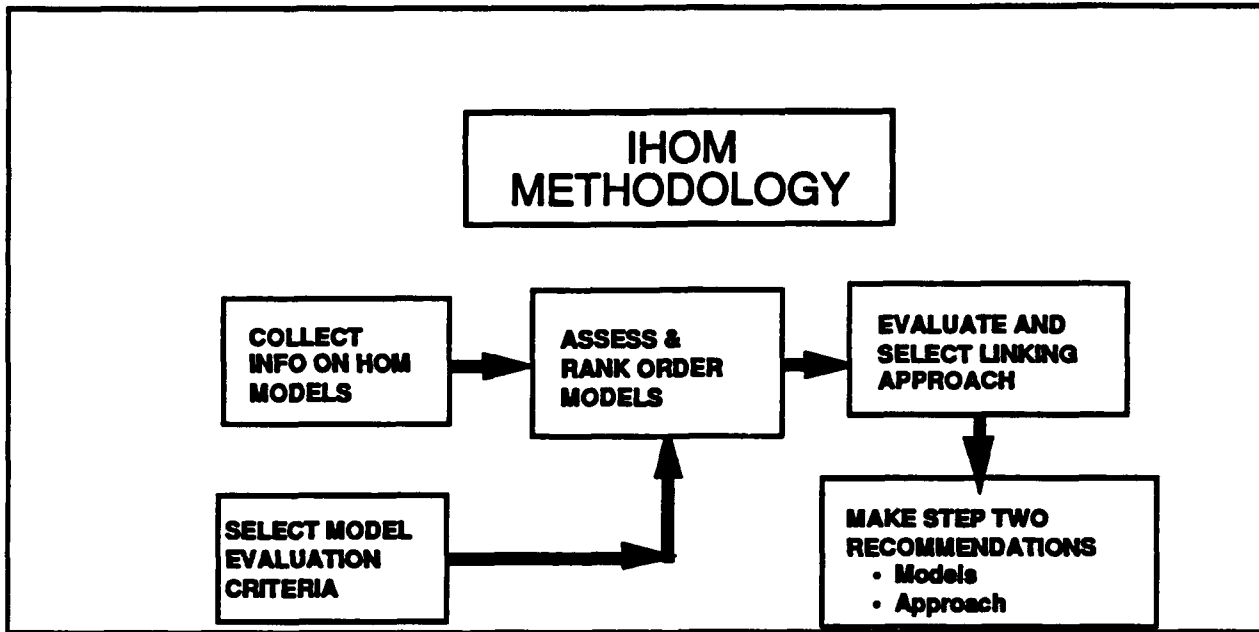 IHOM
METHODOLOGY
COLLECT
INFO ON HOM
MODELS
ASSESS &
RANK ORDER
MODELS
EVALUATE AND
SELECT LINKING
APPROACH
SELECT MODEL
EVALUATION
CRITERIA
MAKE STEP TWO
RECOMMENDATIONS
• Models
• Approach